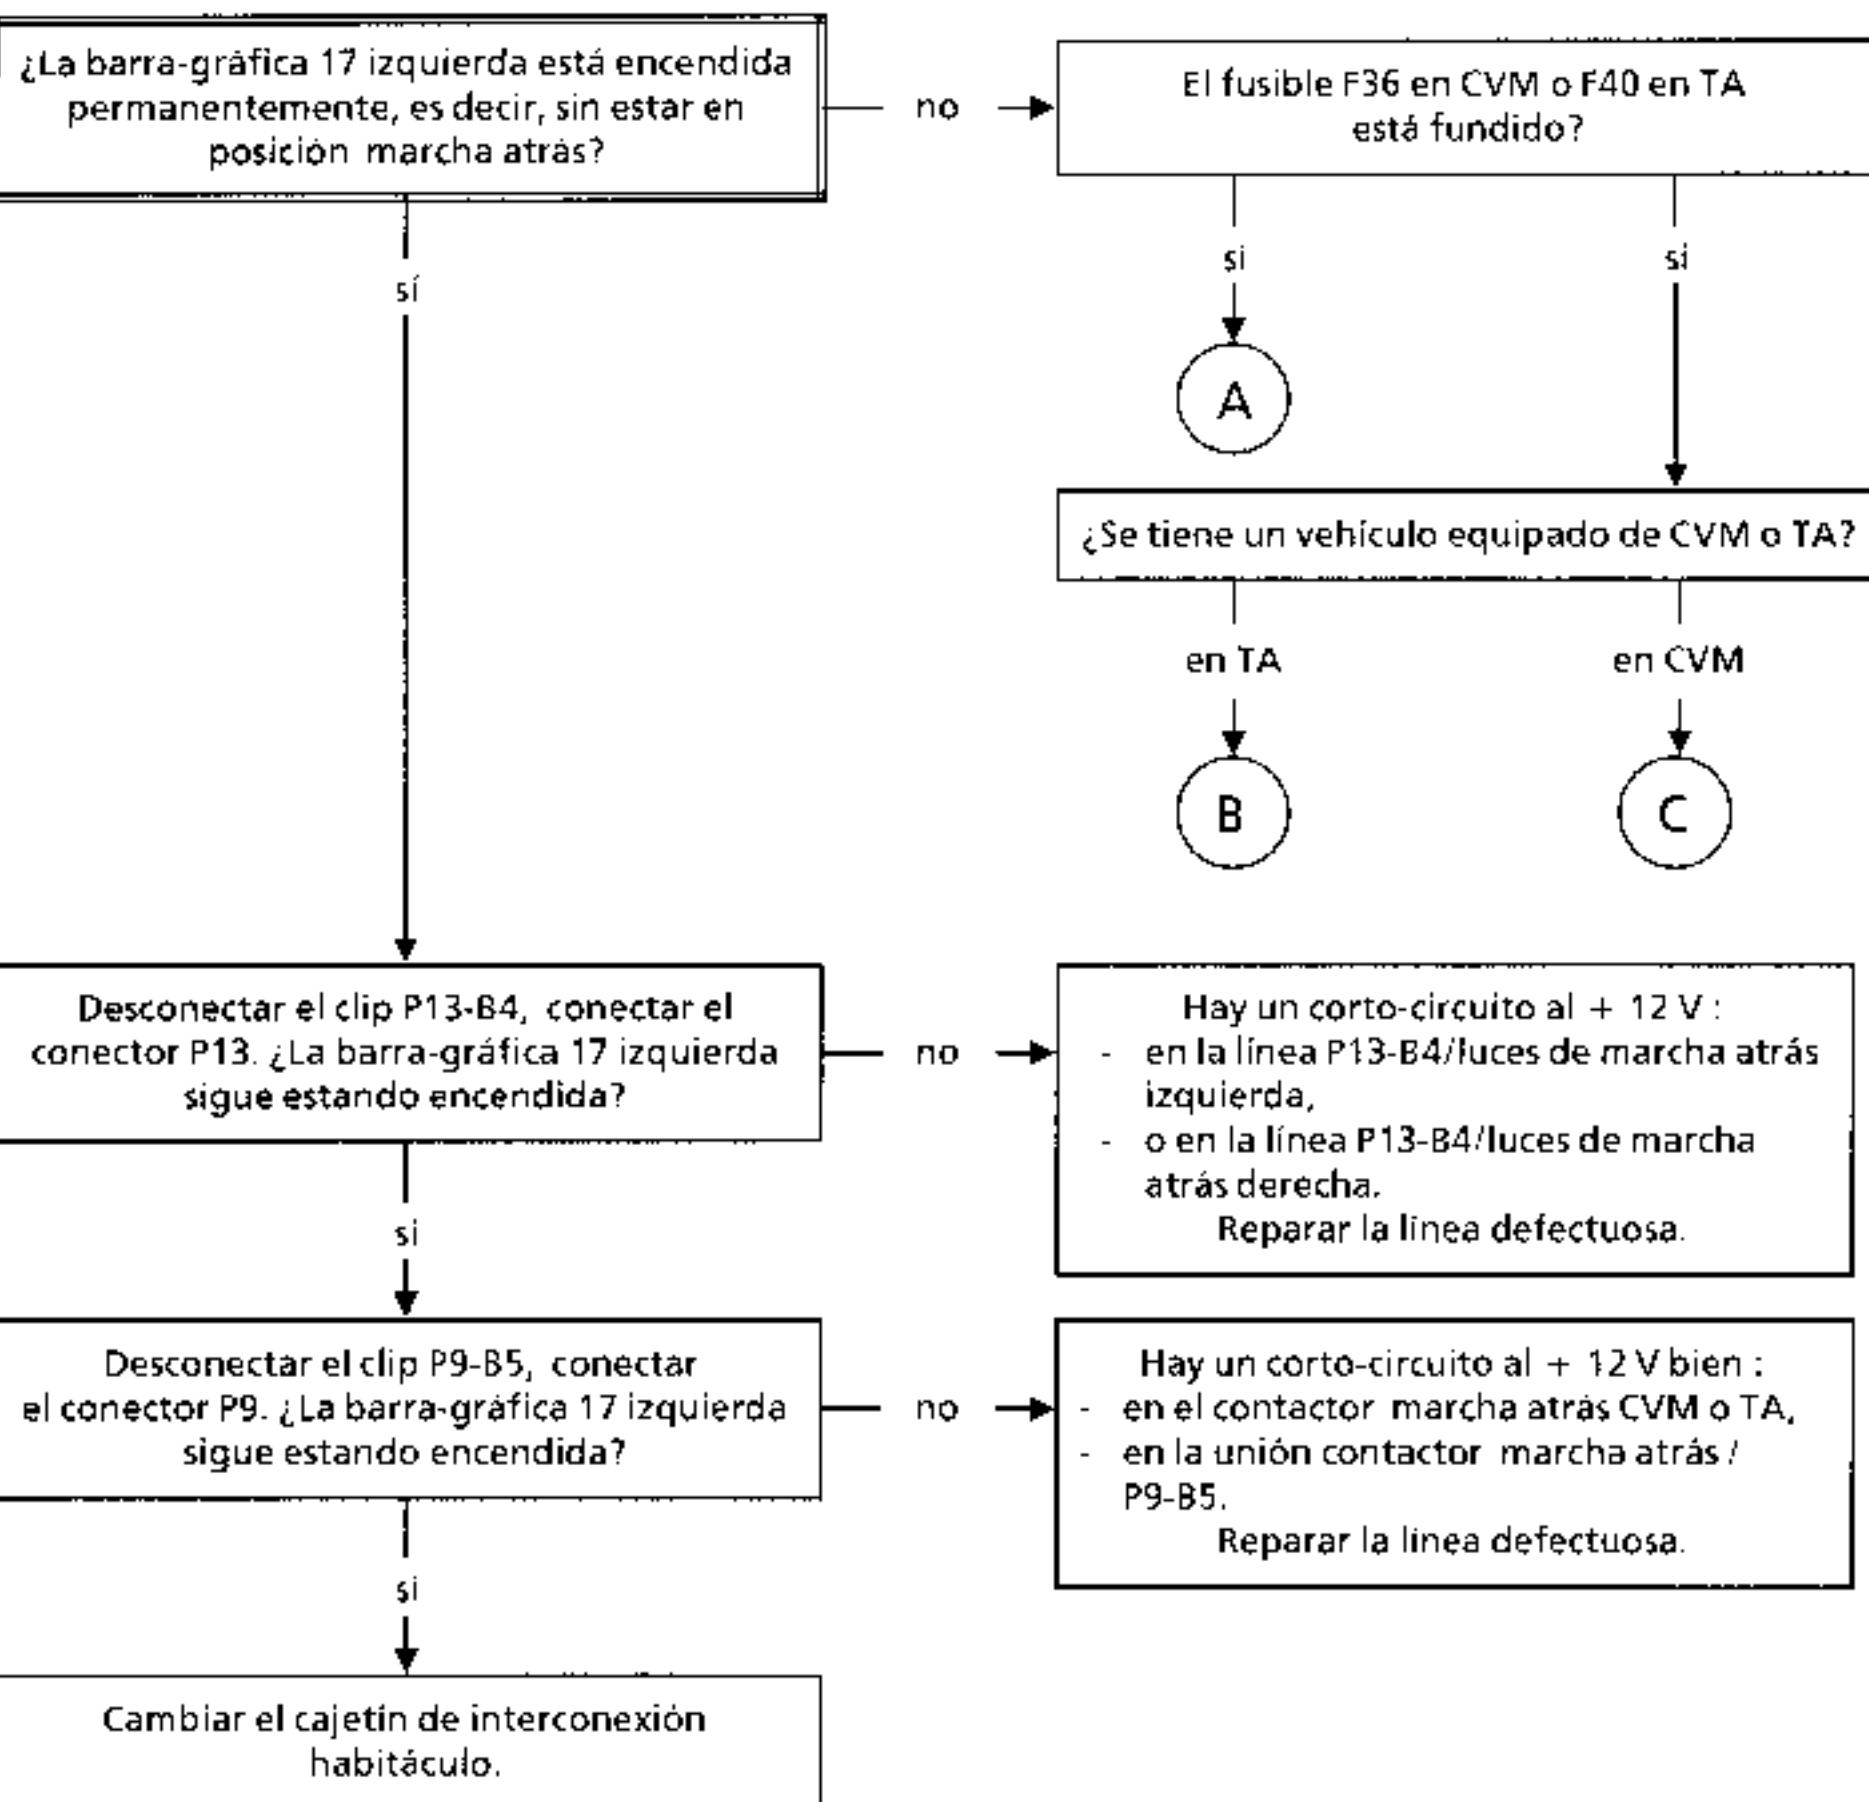 ¿La barra-gráfica 17 izquierda está encendida
permanentemente, es decir, sin estar en
posición marcha atrás?
no
El fusible F36 en CVM o F40 en TA
está fundido?
sí
si
si
A
¿Se tiene un vehículo equipado de CVM o TA?
en TA
en CVM
B
C
Desconectar el clip P13-B4, conectar el
conector P13. ¿La barra-gráfica 17 izquierda
sigue estando encendida?
no
Hay un corto-circuito al + 12 V :
- en la línea P13-B4/luces de marcha atrás
izquierda,
- o en la línea P13-B4/luces de marcha
atrás derecha.
Reparar la línea defectuosa.
si
Desconectar el clip P9-B5, conectar
el conector P9. ¿La barra-gráfica 17 izquierda
sigue estando encendida?
no
Hay un corto-circuito al + 12 V bien :
- en el contactor marcha atrás CVM o TA,
- en la unión contactor marcha atrás /
P9-B5.
Reparar la línea defectuosa.
si
Cambiar el cajetín de interconexión
habitáculo.